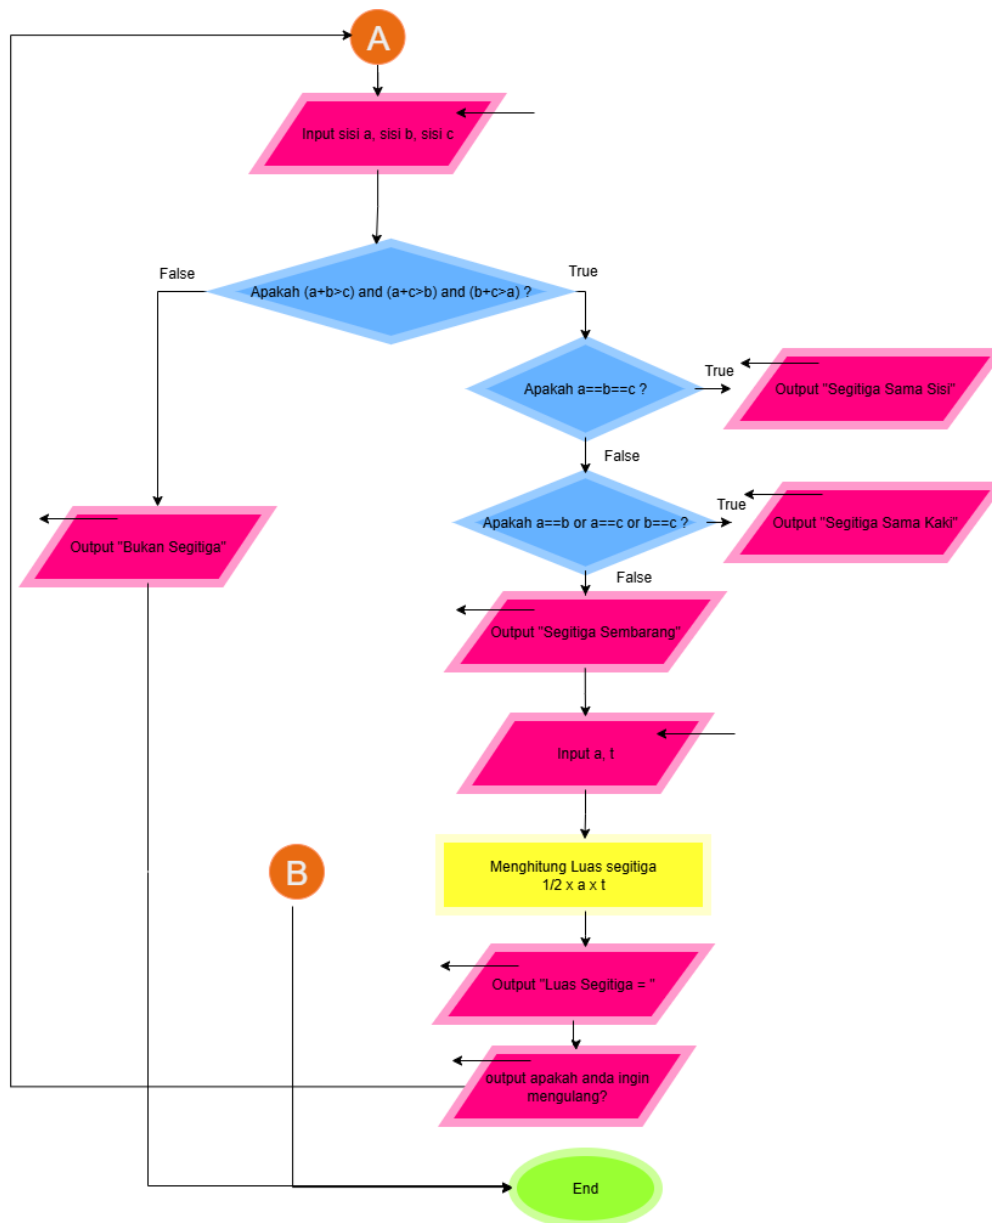 A
Input sisi a, sisi b, sisi c
False
True
Apakah (a+b>c) and (a+c>b) and (b+c>a) ?
Apakah a==b==c ?
True
Output "Segitiga Sama Sisi"
False
Apakah a==b or a==c or b==c ?
True
Output "Segitiga Sama Kaki"
Output "Bukan Segitiga"
False
Output "Segitiga Sembarang"
Input a, t
B
Menghitung Luas segitiga
1/2 x a x t
Output "Luas Segitiga = "
output apakah anda ingin
mengulang?
End